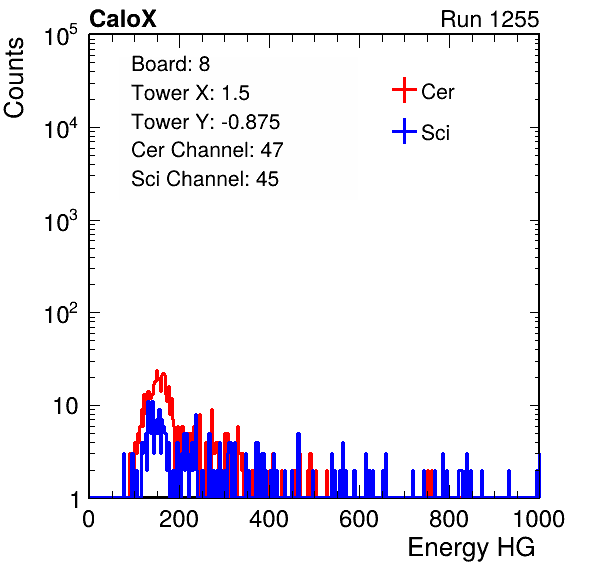 CaloX Run 1255
Counts
10^5
10^4
10^3
10^2
10
1
Board: 8
Tower X: 1.5
Tower Y: -0.875
Cer Channel: 47
Sci Channel: 45
Cer
Sci
0 200 400 600 800 1000
Energy HG